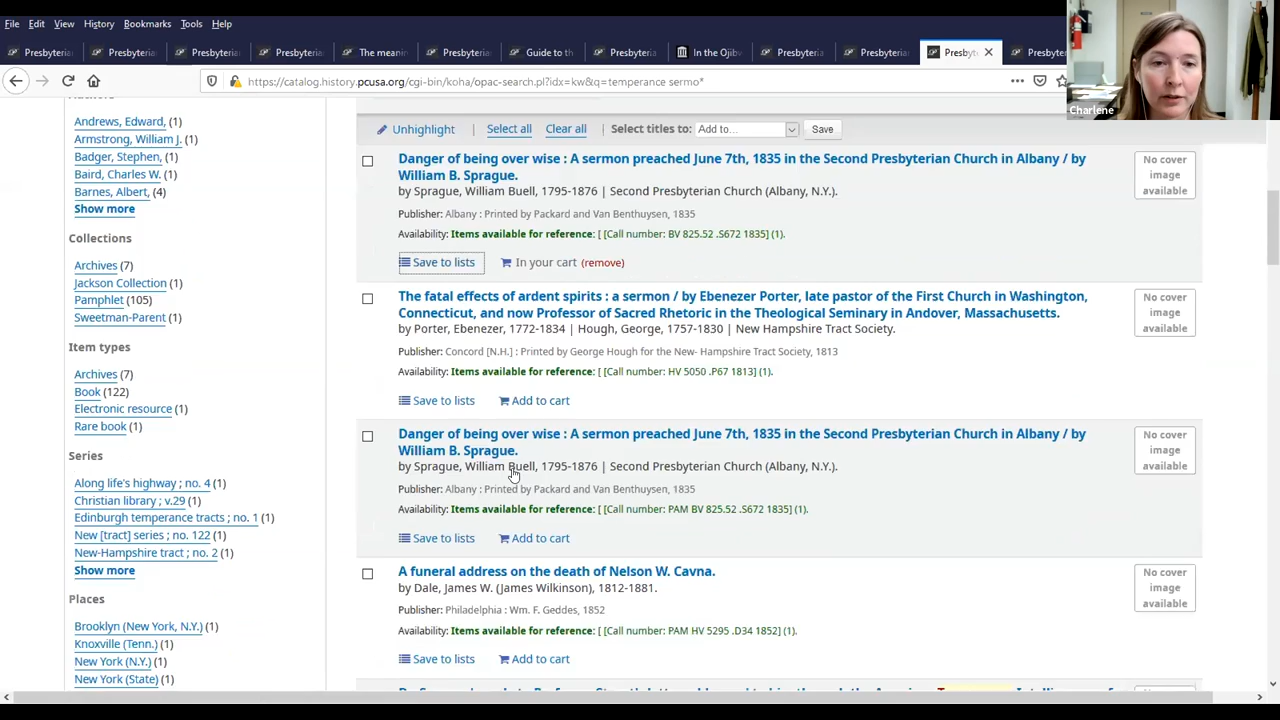 File Edit View History Bookmarks Tools Help
Presbyteria Presbyteria Presbyteria Presbyteria The meanin Presbyteria Guide to th Presbyteria In the Ojib Presbyteria Presbyteria Presbyt Presbyte
https://catalog.history.pcusa.org/cgi-bin/koha/opac-search.pl?idx=kw&q=temperance sermo*
Charlene
Andrews, Edward, (1)
Armstrong, William J. (1)
Badger, Stephen, (1)
Baird, Charles W. (1)
Barnes, Albert, (4)
Show more
Collections
Archives (7)
Jackson Collection (1)
Pamphlet (105)
Sweetman-Parent (1)
Item types
Archives (7)
Book (122)
Electronic resource (1)
Rare book (1)
Series
Along life's highway ; no. 4 (1)
Christian library ; v.29 (1)
Edinburgh temperance tracts ; no. 1 (1)
New [tract] series ; no. 122 (1)
New-Hampshire tract ; no. 2 (1)
Show more
Places
Brooklyn (New York, N.Y.) (1)
Knoxville (Tenn.) (1)
New York (N.Y.) (1)
New York (State) (1)
Unhighlight | Select all Clear all | Select titles to: Add to... Save
Danger of being over wise : A sermon preached June 7th, 1835 in the Second Presbyterian Church in Albany / by
William B. Sprague.
by Sprague, William Buell, 1795-1876 | Second Presbyterian Church (Albany, N.Y.).
Publisher: Albany : Printed by Packard and Van Benthuysen, 1835
Availability: Items available for reference: [ [Call number: BV 825.52 .S672 1835] (1).
Save to lists In your cart (remove)
No cover
image
available
The fatal effects of ardent spirits : a sermon / by Ebenezer Porter, late pastor of the First Church in Washington,
Connecticut, and now Professor of Sacred Rhetoric in the Theological Seminary in Andover, Massachusetts.
by Porter, Ebenezer, 1772-1834 | Hough, George, 1757-1830 | New Hampshire Tract Society.
Publisher: Concord [N.H.] : Printed by George Hough for the New- Hampshire Tract Society, 1813
Availability: Items available for reference: [ [Call number: HV 5050 .P67 1813] (1).
Save to lists Add to cart
No cover
image
available
Danger of being over wise : A sermon preached June 7th, 1835 in the Second Presbyterian Church in Albany / by
William B. Sprague.
by Sprague, William Buell, 1795-1876 | Second Presbyterian Church (Albany, N.Y.).
Publisher: Albany : Printed by Packard and Van Benthuysen, 1835
Availability: Items available for reference: [ [Call number: PAM BV 825.52 .S672 1835] (1).
Save to lists Add to cart
No cover
image
available
A funeral address on the death of Nelson W. Cavna.
by Dale, James W. (James Wilkinson), 1812-1881.
Publisher: Philadelphia : Wm. F. Geddes, 1852
Availability: Items available for reference: [ [Call number: PAM HV 5295 .D34 1852] (1).
Save to lists Add to cart
No cover
image
available